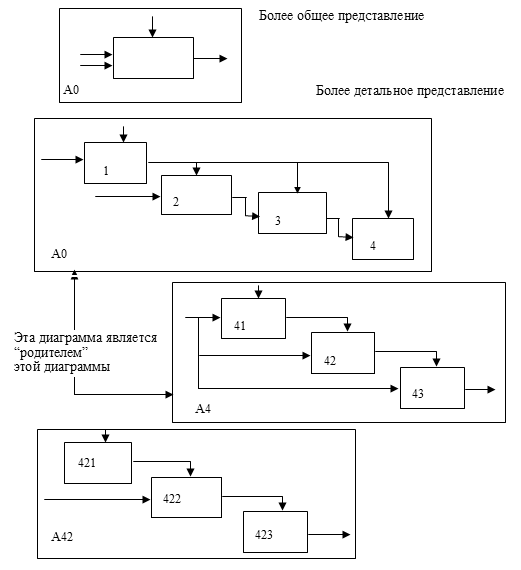 Более общее представление
A0
Более детальное представление
1
2
3
4
A0
41
Эта диаграмма является
“родителем”
этой диаграммы
42
43
A4
421
422
423
A42